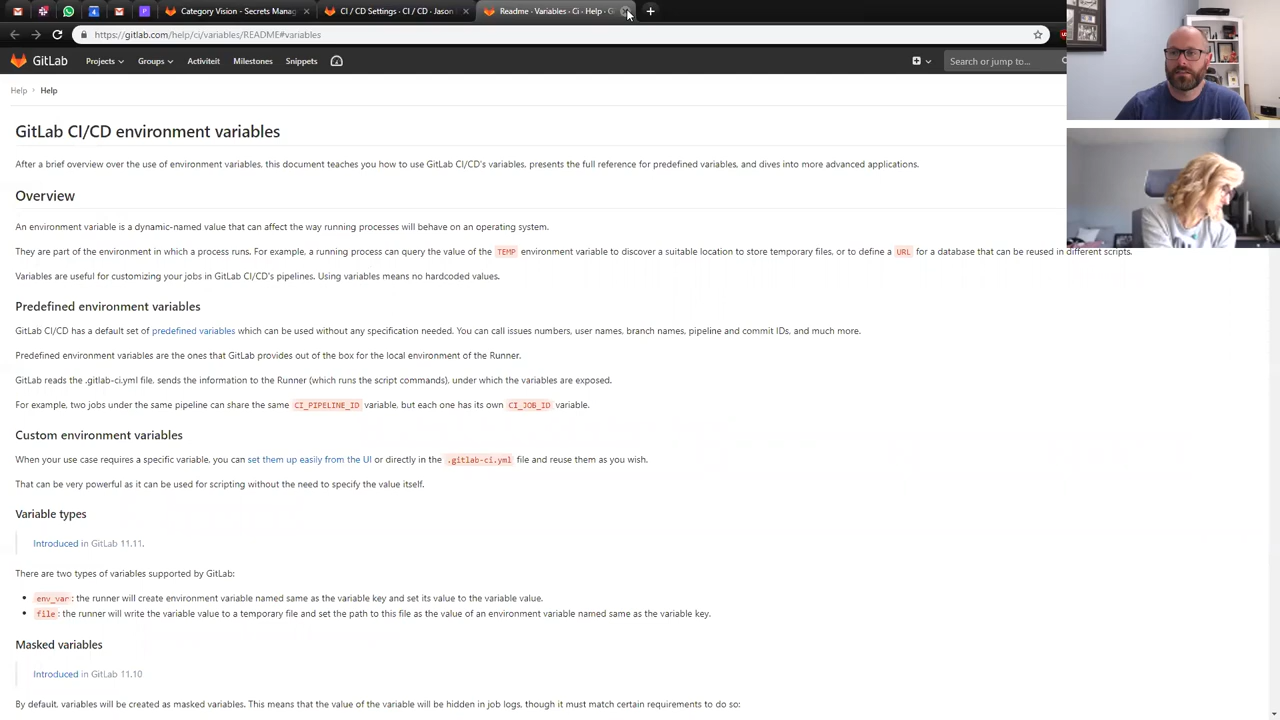 Category Vision - Secrets Manag
CI / CD Settings · CI / CD · Jason
Readme · Variables · Ci · Help · G
https://gitlab.com/help/ci/variables/README#variables
GitLab
Projects
Groups
Activiteit
Milestones
Snippets
Search or jump to...
Help
Help
GitLab CI/CD environment variables
After a brief overview over the use of environment variables, this document teaches you how to use GitLab CI/CD's variables, presents the full reference for predefined variables, and dives into more advanced applications.
Overview
An environment variable is a dynamic-named value that can affect the way running processes will behave on an operating system.
They are part of the environment in which a process runs. For example, a running process can query the value of the TEMP environment variable to discover a suitable location to store temporary files, or to define a URL for a database that can be reused in different scripts.
Variables are useful for customizing your jobs in GitLab CI/CD's pipelines. Using variables means no hardcoded values.
Predefined environment variables
GitLab CI/CD has a default set of predefined variables which can be used without any specification needed. You can call issues numbers, user names, branch names, pipeline and commit IDs, and much more.
Predefined environment variables are the ones that GitLab provides out of the box for the local environment of the Runner.
GitLab reads the .gitlab-ci.yml file, sends the information to the Runner (which runs the script commands), under which the variables are exposed.
For example, two jobs under the same pipeline can share the same CI_PIPELINE_ID variable, but each one has its own CI_JOB_ID variable.
Custom environment variables
When your use case requires a specific variable, you can set them up easily from the UI or directly in the .gitlab-ci.yml file and reuse them as you wish.
That can be very powerful as it can be used for scripting without the need to specify the value itself.
Variable types
Introduced in GitLab 11.11.
There are two types of variables supported by GitLab:
env_var: the runner will create environment variable named same as the variable key and set its value to the variable value.
file: the runner will write the variable value to a temporary file and set the path to this file as the value of an environment variable named same as the variable key.
Masked variables
Introduced in GitLab 11.10
By default, variables will be created as masked variables. This means that the value of the variable will be hidden in job logs, though it must match certain requirements to do so: